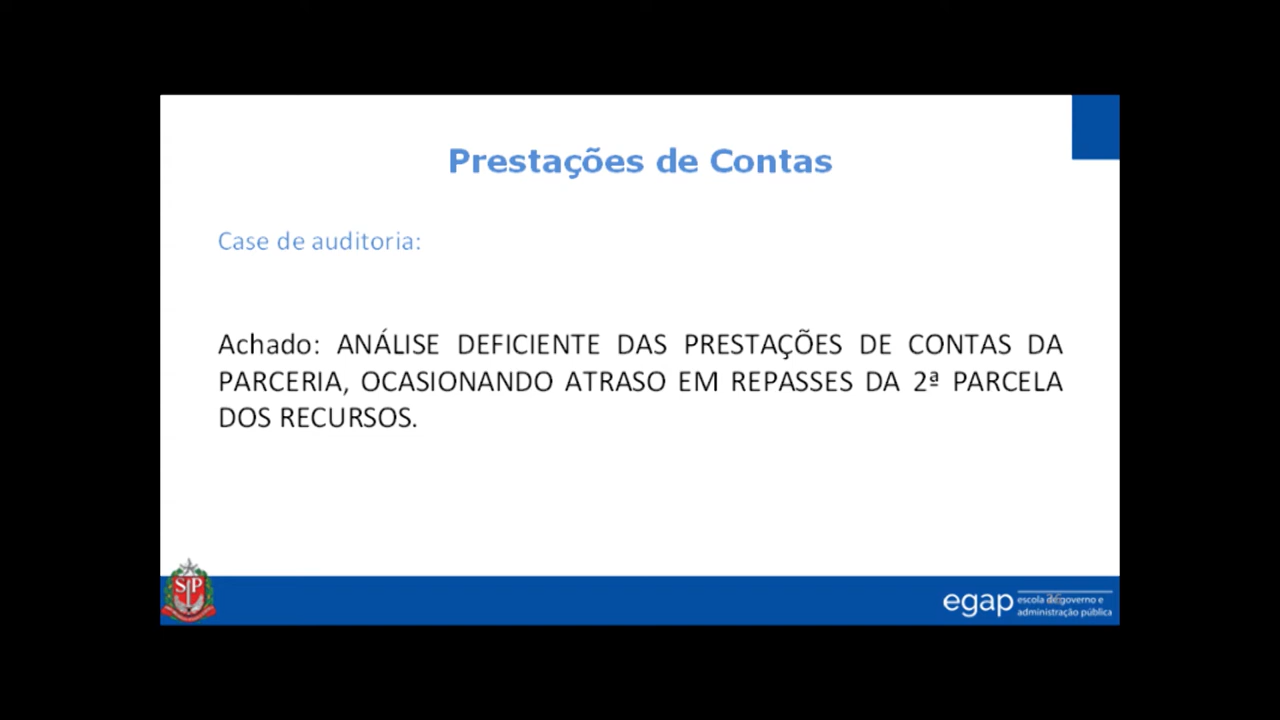 Prestações de Contas
Case de auditoria:
Achado: ANÁLISE DEFICIENTE DAS PRESTAÇÕES DE CONTAS DA
PARCERIA, OCASIONANDO ATRASO EM REPASSES DA 2ª PARCELA
DOS RECURSOS.
SP
egap
escola de governo e
administração pública